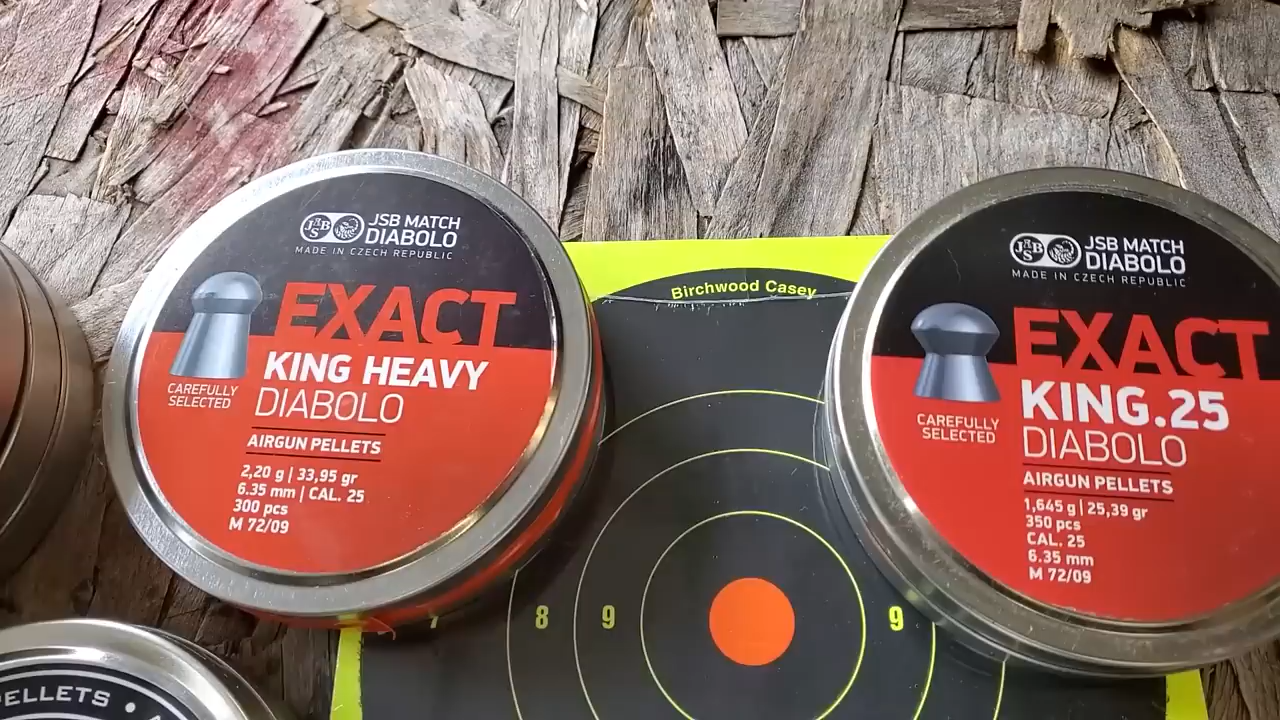 JSB
JSB MATCH
DIABOLO
MADE IN CZECH REPUBLIC
EXACT
KING HEAVY
DIABOLO
CAREFULLY
SELECTED
AIRGUN PELLETS
2,20 g | 33,95 gr
6.35 mm | CAL. 25
300 pcs
M 72/09
Birchwood Casey
7 8 9 9
JSB
JSB MATCH
DIABOLO
MADE IN CZECH REPUBLIC
EXACT
KING.25
DIABOLO
CAREFULLY
SELECTED
AIRGUN PELLETS
1,645 g | 25,39 gr
350 pcs
CAL. 25
6.35 mm
M 72/09
PELLETS •